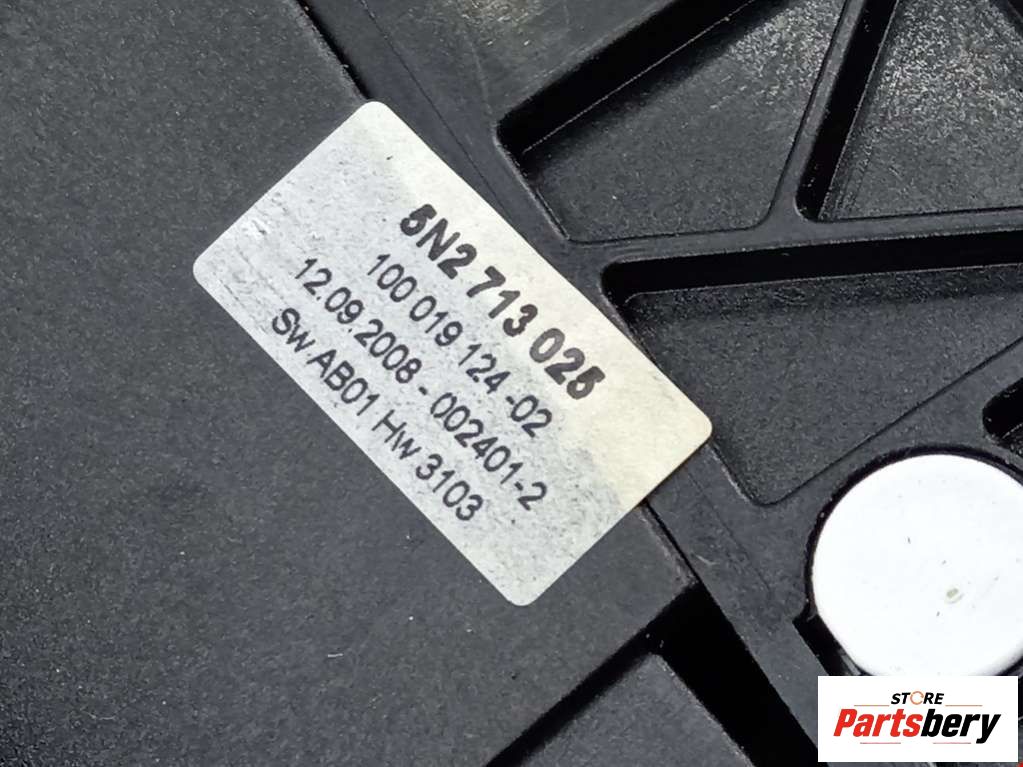 5N2 713 025
100 019 124 -02
12.09.2008 - 002401-2
Sw AB01 Hw 3103
STORE
Partsbery